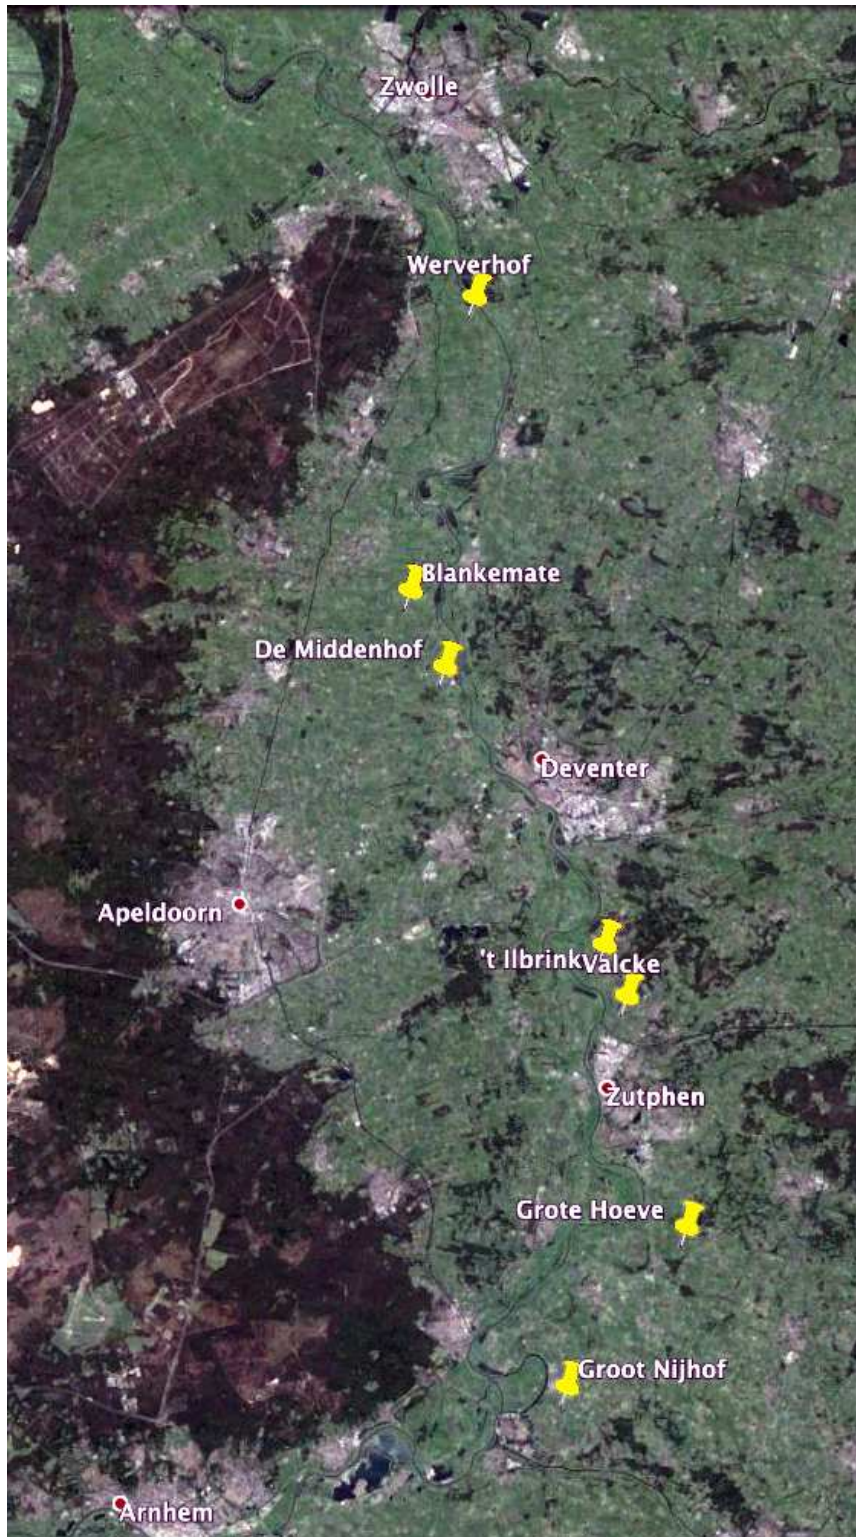 Zwolle
Werverhof
Blankemate
De Middenhof
Deventer
Apeldoorn
't Ilbrink
Valcke
Zutphen
Grote Hoeve
Groot Nijhof
Arnhem